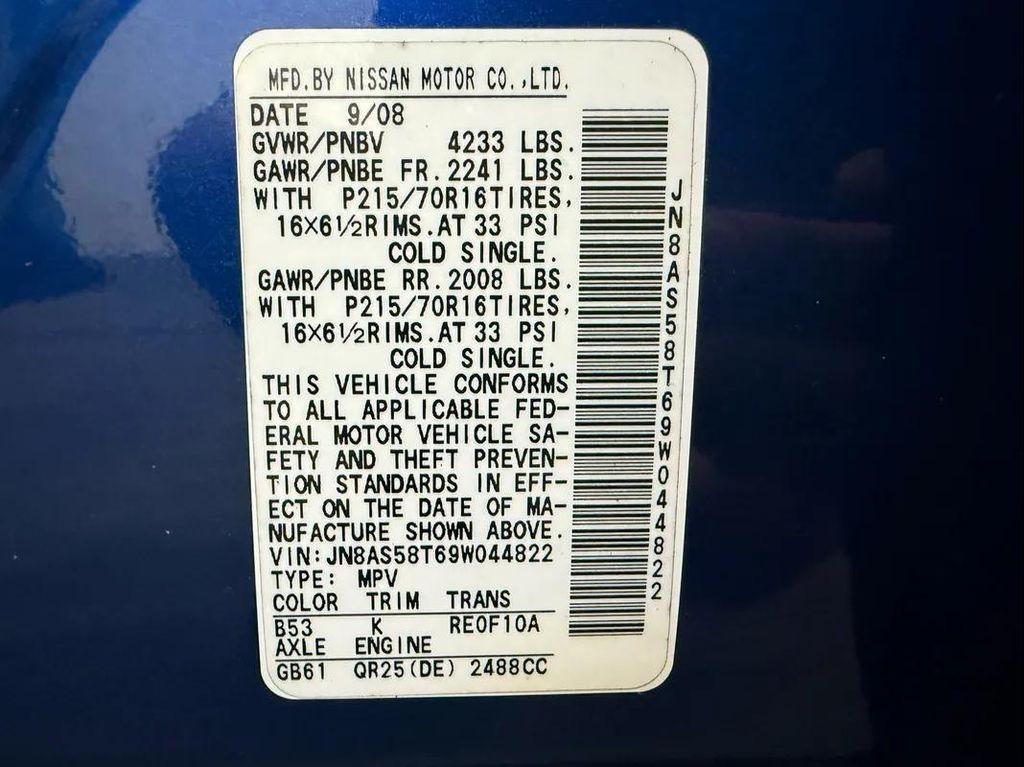 MFD.BY NISSAN MOTOR CO.,LTD.
DATE 9/08
GVWR/PNBV 4233 LBS.
GAWR/PNBE FR.2241 LBS.
WITH P215/70R16TIRES,
16×6½RIMS.AT 33 PSI
COLD SINGLE.
GAWR/PNBE RR.2008 LBS.
WITH P215/70R16TIRES,
16×6½RIMS.AT 33 PSI
COLD SINGLE.
THIS VEHICLE CONFORMS
TO ALL APPLICABLE FED-
ERAL MOTOR VEHICLE SA-
FETY AND THEFT PREVEN-
TION STANDARDS IN EFF-
ECT ON THE DATE OF MA-
NUFACTURE SHOWN ABOVE.
VIN:JN8AS58T69W044822
TYPE: MPV
COLOR TRIM TRANS
B53 K RE0F10A
AXLE ENGINE
GB61 QR25(DE) 2488CC
JN8AS58T69W044822